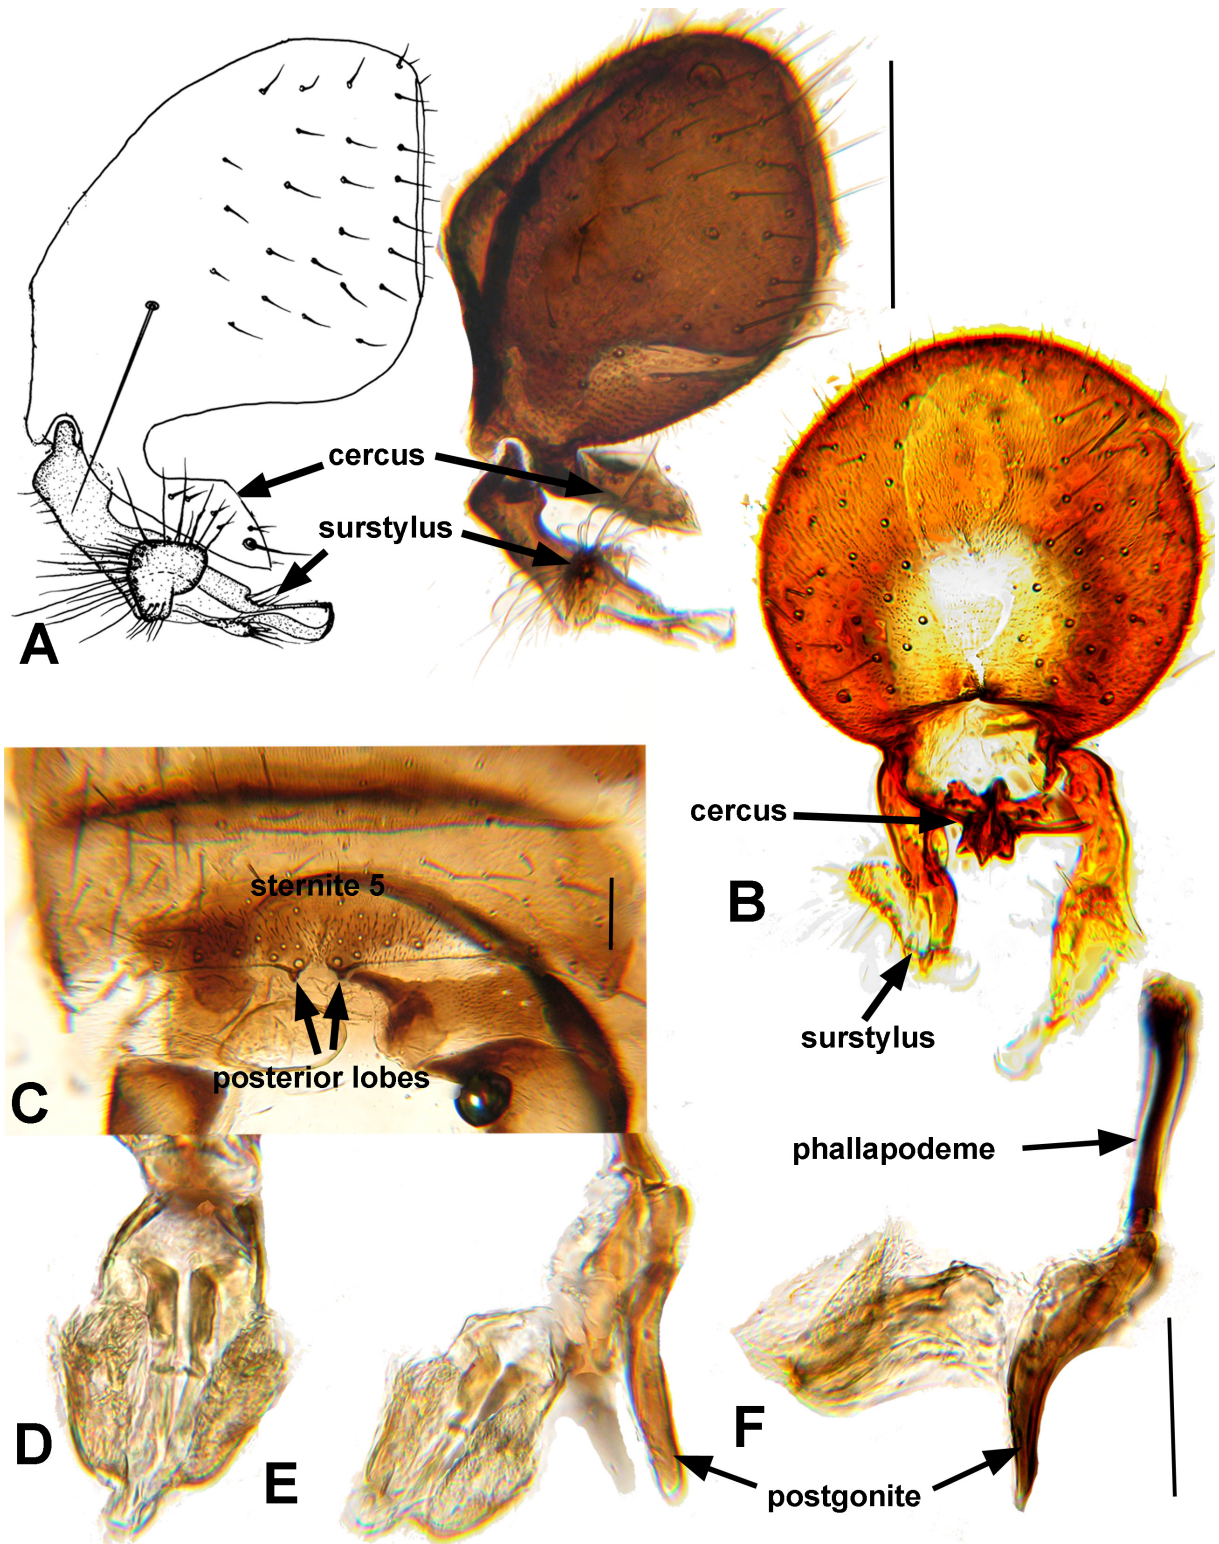 cercus
surstylus
A
cercus
B
surstylus
sternite 5
posterior lobes
C
phallapodeme
D
E
F
postgonite